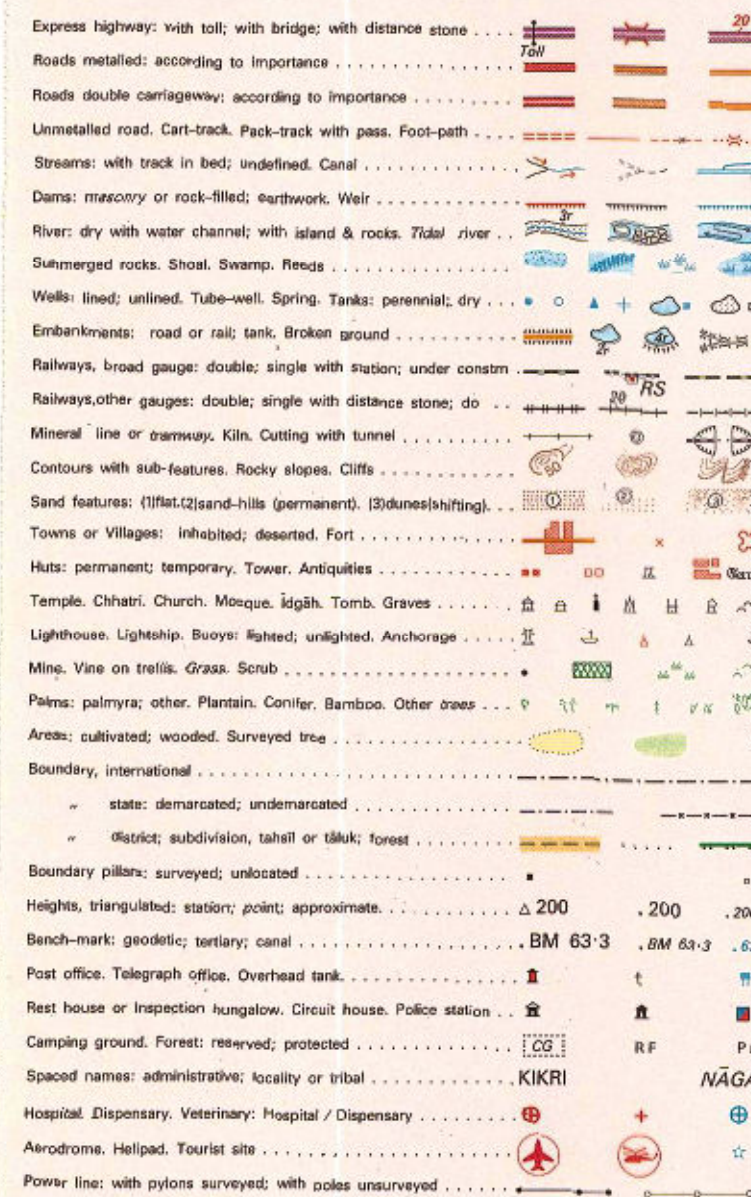 Express highway: with toll; with bridge; with distance stone .... Toll 20
Roads metalled: according to importance
Roads double carriageway: according to importance
Unmetalled road. Cart-track. Pack-track with pass. Foot-path
Streams: with track in bed; undefined. Canal
Dams: masonry or rock-filled; earthwork. Weir
River: dry with water channel; with island & rocks. Tidal river 3r
Submerged rocks. Shoal. Swamp. Reeds
Wells: lined; unlined. Tube-well. Spring. Tanks: perennial; dry
Embankments: road or rail; tank. Broken ground 2r 4r
Railways, broad gauge: double; single with station; under constrn RS
Railways,other gauges: double; single with distance stone; do 20
Mineral line or tramway. Kiln. Cutting with tunnel
Contours with sub-features. Rocky slopes. Cliffs 50
Sand features: (1)flat.(2)sand-hills (permanent). (3)dunes(shifting). 1 2 3
Towns or Villages: inhabited; deserted. Fort
Huts: permanent; temporary. Tower. Antiquities
Temple. Chhatri. Church. Mosque. Īdgāh. Tomb. Graves
Lighthouse. Lightship. Buoys: lighted; unlighted. Anchorage
Mine. Vine on trellis. Grass. Scrub
Palms: palmyra; other. Plantain. Conifer. Bamboo. Other trees
Areas: cultivated; wooded. Surveyed tree
Boundary, international
„ state: demarcated; undemarcated
„ district; subdivision, tahsīl or tāluk; forest
Boundary pillars: surveyed; unlocated
Heights, triangulated: station; point; approximate. △ 200 . 200 . 200
Bench-mark: geodetic; tertiary; canal . BM 63·3 . BM 63·3 . 6
Post office. Telegraph office. Overhead tank.
Rest house or Inspection bungalow. Circuit house. Police station
Camping ground. Forest: reserved; protected CG RF P
Spaced names: administrative; locality or tribal KIKRI NĀGA
Hospital. Dispensary. Veterinary: Hospital / Dispensary
Aerodrome. Helipad. Tourist site
Power line: with pylons surveyed; with poles unsurveyed